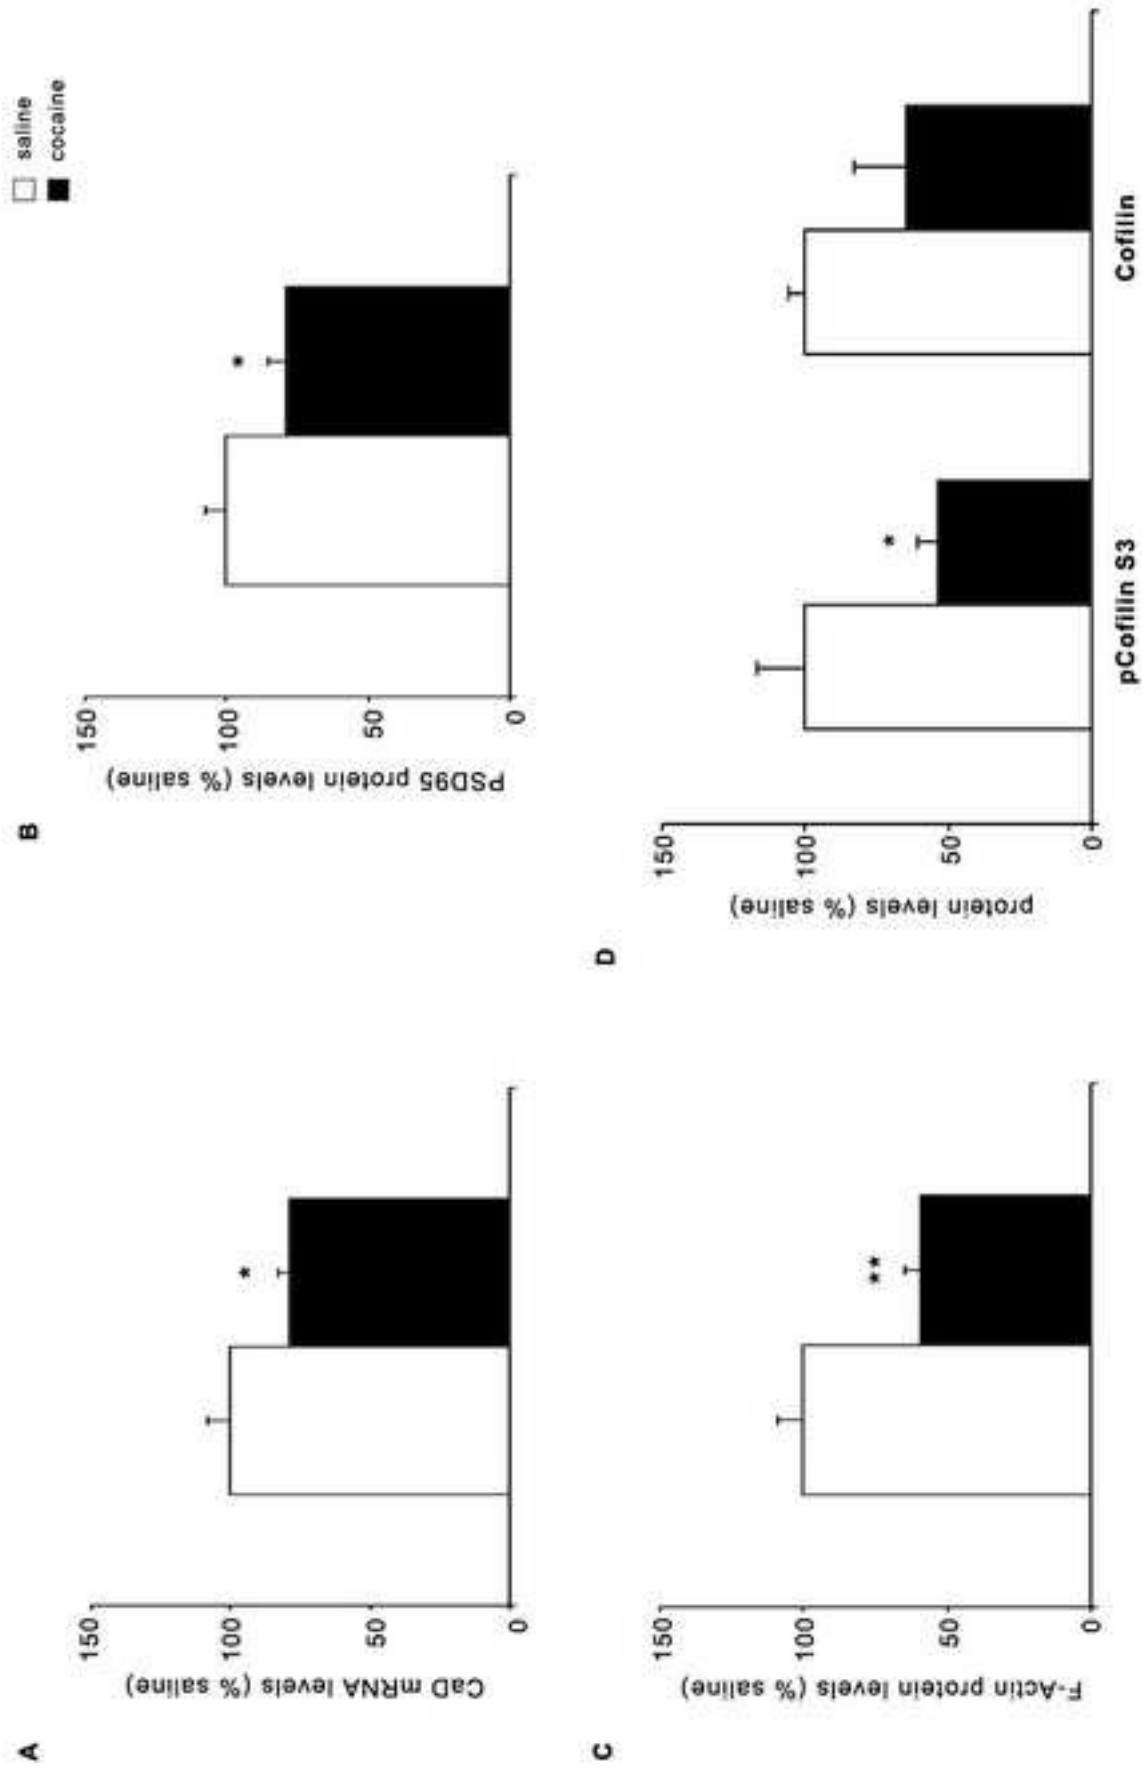 saline
cocaine
A
CaD mRNA levels (% saline)
150
100
50
0
*
B
PSD95 protein levels (% saline)
150
100
50
0
*
C
F-Actin protein levels (% saline)
150
100
50
0
**
D
protein levels (% saline)
150
100
50
0
*
pCofilin S3
Cofilin